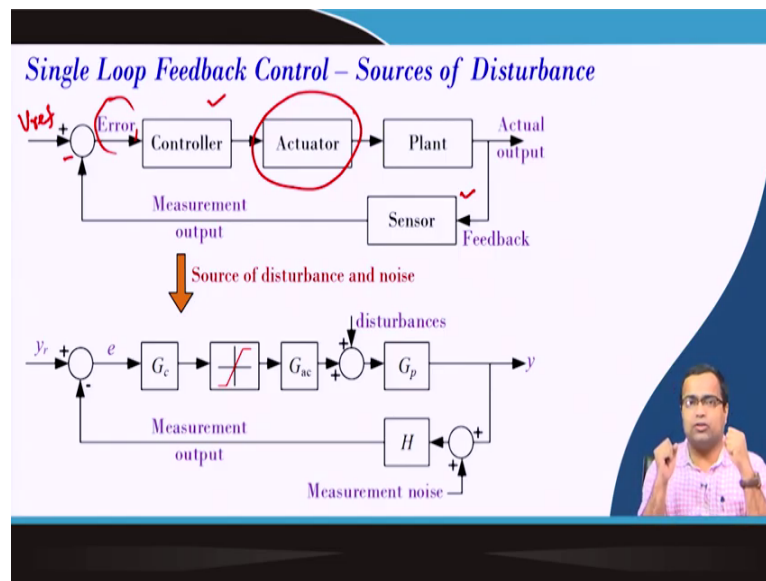 Single Loop Feedback Control – Sources of Disturbance
Vref + Error Controller Actuator Plant Actual output
-
Measurement output
Sensor
Feedback
Source of disturbance and noise
disturbances
yr + e Gc Gac + + Gp y
-
Measurement output
H + +
Measurement noise